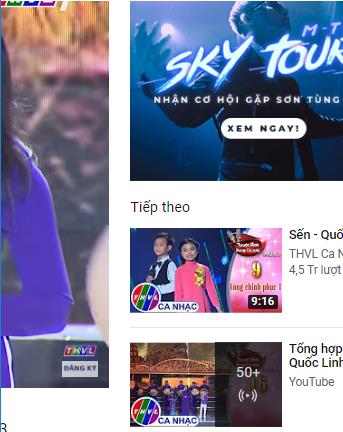 M-T
SKY TOUR
NHẬN CƠ HỘI GẶP SƠN TÙNG
XEM NGAY!
Tiếp theo
Sến - Quố
THVL Ca N
4,5 Tr lượt
9
Tòng chinh phục 1
9:16
THVL
CA NHẠC
Tổng hợp
Quốc Linh
YouTube
50+
THVL
CA NHẠC
THVL
ĐĂNG KÝ
3